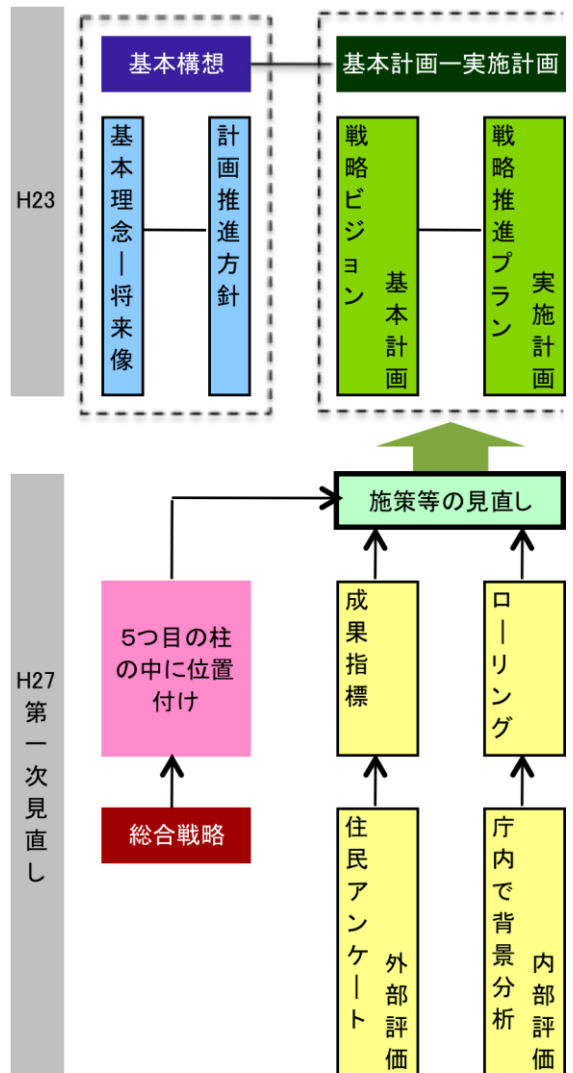 H23
基本構想
基本計画ー実施計画
基本理念ー将来像
計画推進方針
戦略ビジョン
基本計画
戦略推進プラン
実施計画
H27
第一次見直し
施策等の見直し
5つ目の柱
の中に位置
付け
総合戦略
成果指標
ローリング
住民アンケート
外部評価
庁内で背景分析
内部評価